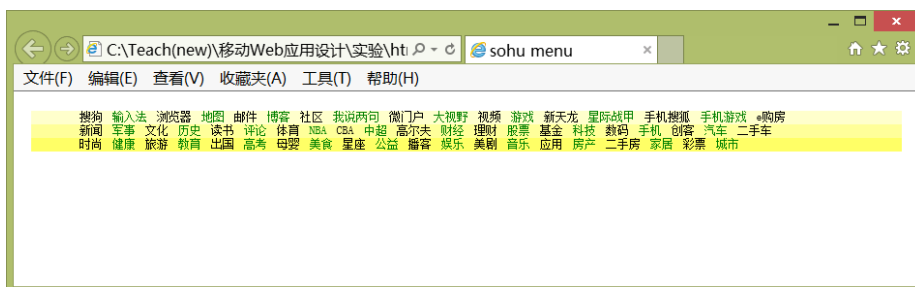 C:\Teach(new)\移动Web应用设计\实验\htı
sohu menu
文件(F) 编辑(E) 查看(V) 收藏夹(A) 工具(T) 帮助(H)
搜狗 输入法 浏览器 地图 邮件 博客 社区 我说两句 微门户 大视野 视频 游戏 新天龙 星际战甲 手机搜狐 手机游戏 •购房
新闻 军事 文化 历史 读书 评论 体育 NBA CBA 中超 高尔夫 财经 理财 股票 基金 科技 数码 手机 创客 汽车 二手车
时尚 健康 旅游 教育 出国 高考 母婴 美食 星座 公益 播客 娱乐 美剧 音乐 应用 房产 二手房 家居 彩票 城市